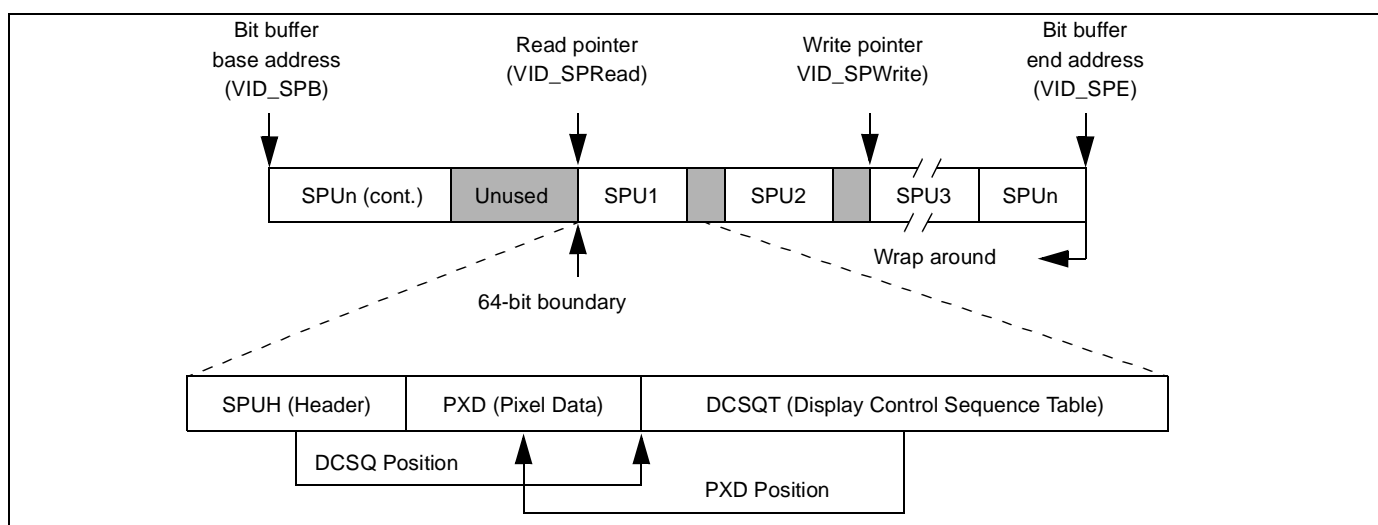 Bit buffer
base address
(VID_SPB)
Read pointer
(VID_SPRead)
Write pointer
VID_SPWrite)
Bit buffer
end address
(VID_SPE)
SPUn (cont.)
Unused
SPU1
SPU2
SPU3
SPUn
Wrap around
64-bit boundary
SPUH (Header)
PXD (Pixel Data)
DCSQT (Display Control Sequence Table)
DCSQ Position
PXD Position